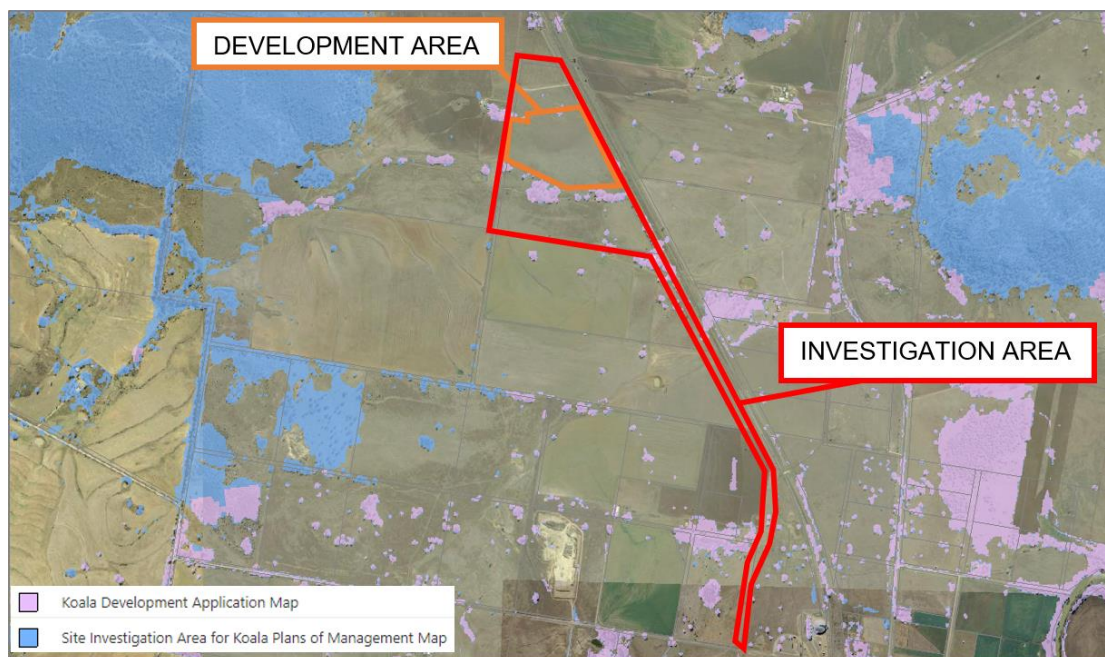 DEVELOPMENT AREA
INVESTIGATION AREA
Koala Development Application Map
Site Investigation Area for Koala Plans of Management Map